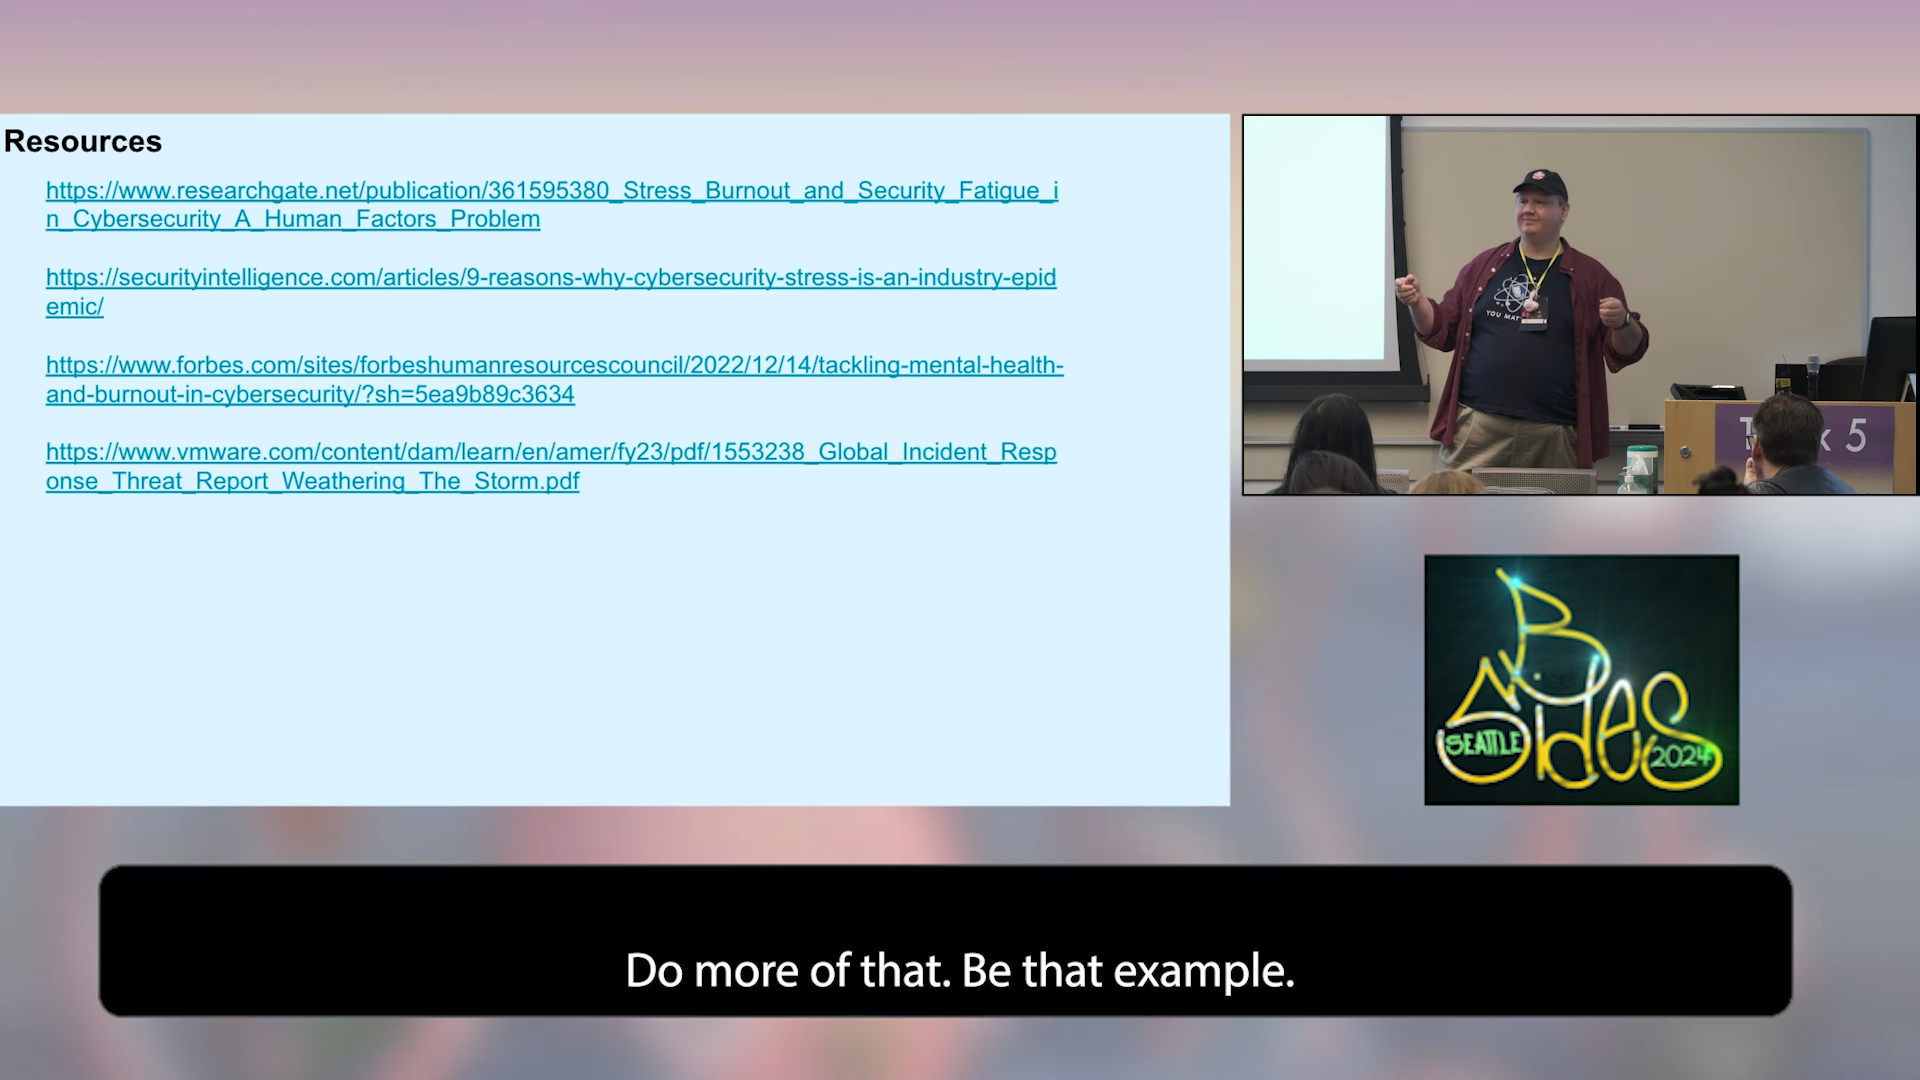 Resources
https://www.researchgate.net/publication/361595380_Stress_Burnout_and_Security_Fatigue_i
n_Cybersecurity_A_Human_Factors_Problem
https://securityintelligence.com/articles/9-reasons-why-cybersecurity-stress-is-an-industry-epid
emic/
https://www.forbes.com/sites/forbeshumanresourcescouncil/2022/12/14/tackling-mental-health-
and-burnout-in-cybersecurity/?sh=5ea9b89c3634
https://www.vmware.com/content/dam/learn/en/amer/fy23/pdf/1553238_Global_Incident_Resp
onse_Threat_Report_Weathering_The_Storm.pdf
YOU
5
BSides
SEATTLE
2024
Do more of that. Be that example.